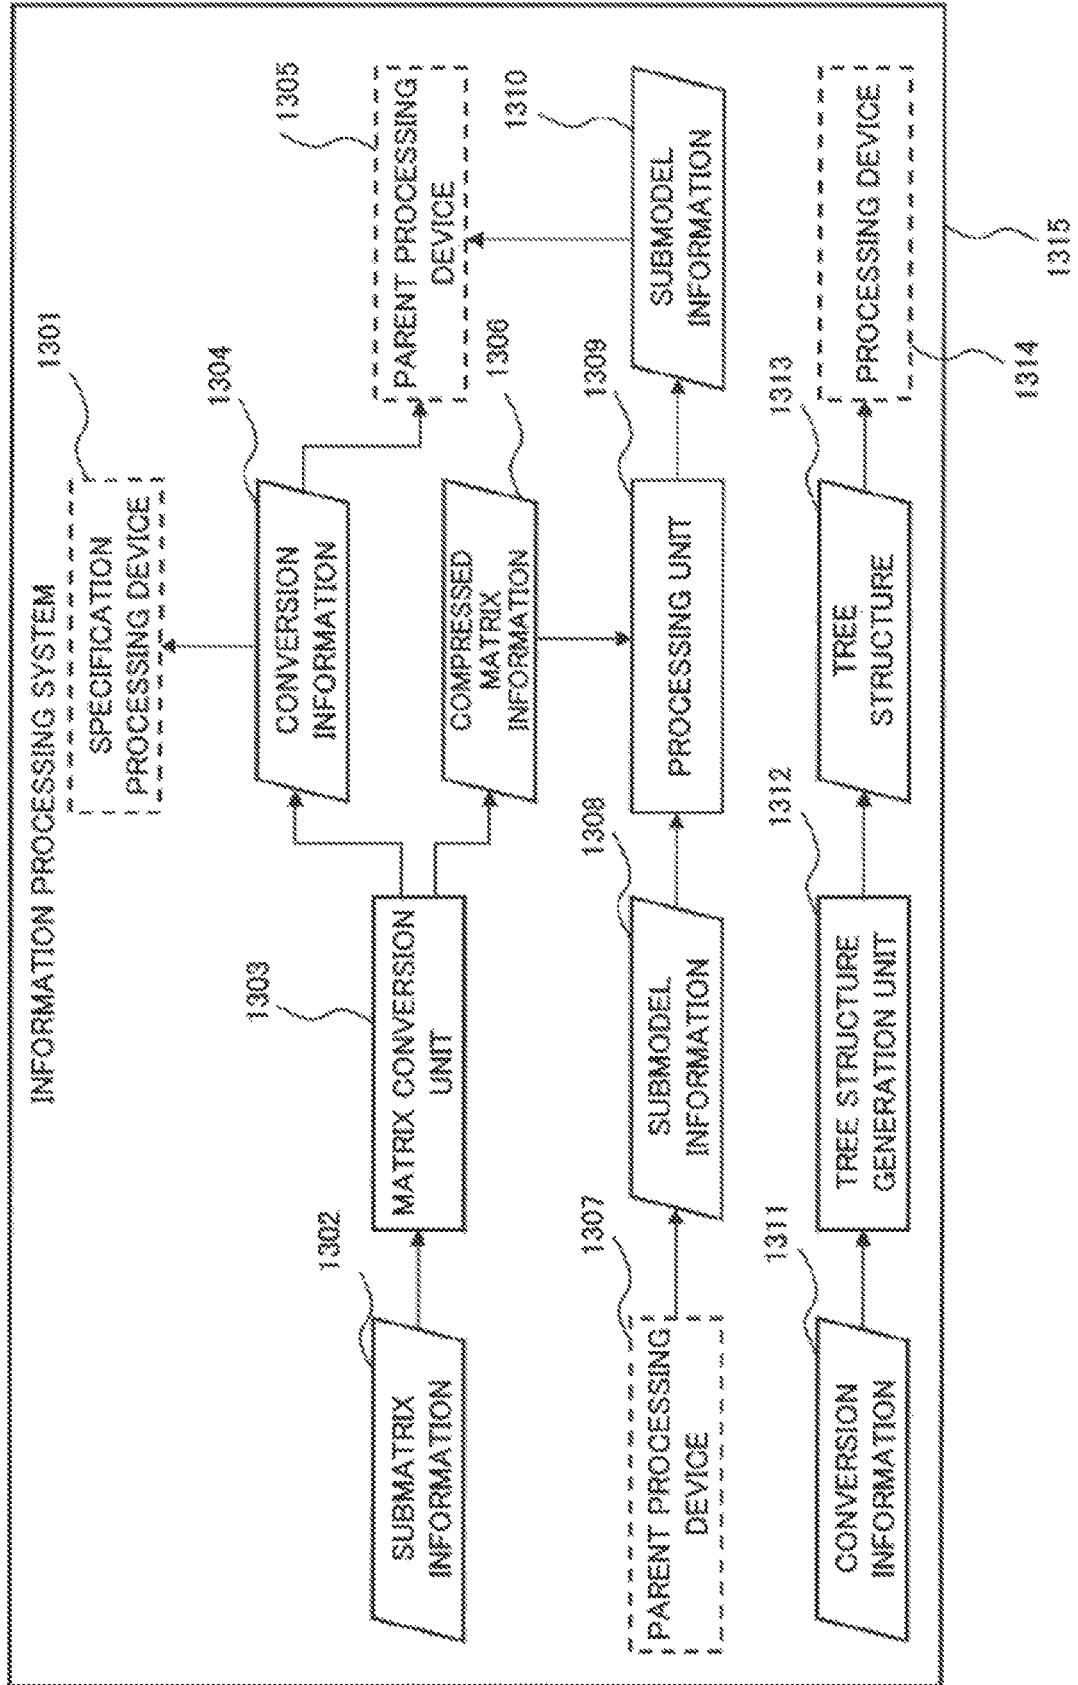 INFORMATION PROCESSING SYSTEM
1301
SPECIFICATION
PROCESSING DEVICE
1302
SUBMATRIX
INFORMATION
1303
MATRIX CONVERSION
UNIT
1304
CONVERSION
INFORMATION
1305
PARENT PROCESSING
DEVICE
1306
COMPRESSED
MATRIX
INFORMATION
1307
PARENT PROCESSING
DEVICE
1308
SUBMODEL
INFORMATION
1309
PROCESSING UNIT
1310
SUBMODEL
INFORMATION
1311
CONVERSION
INFORMATION
1312
TREE STRUCTURE
GENERATION UNIT
1313
TREE
STRUCTURE
PROCESSING DEVICE
1314
1315